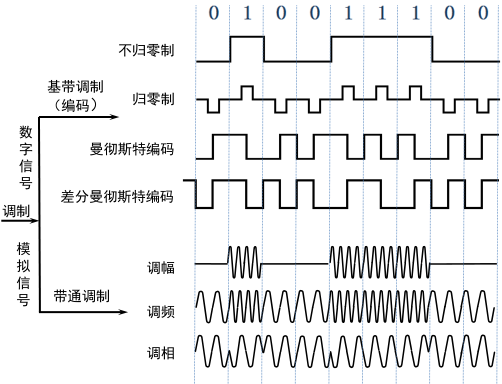 0 1 0 0 1 1 1 0 0
不归零制
基带调制
（编码）
归零制
数字信号
曼彻斯特编码
差分曼彻斯特编码
调制
模拟信号
调幅
带通调制
调频
调相